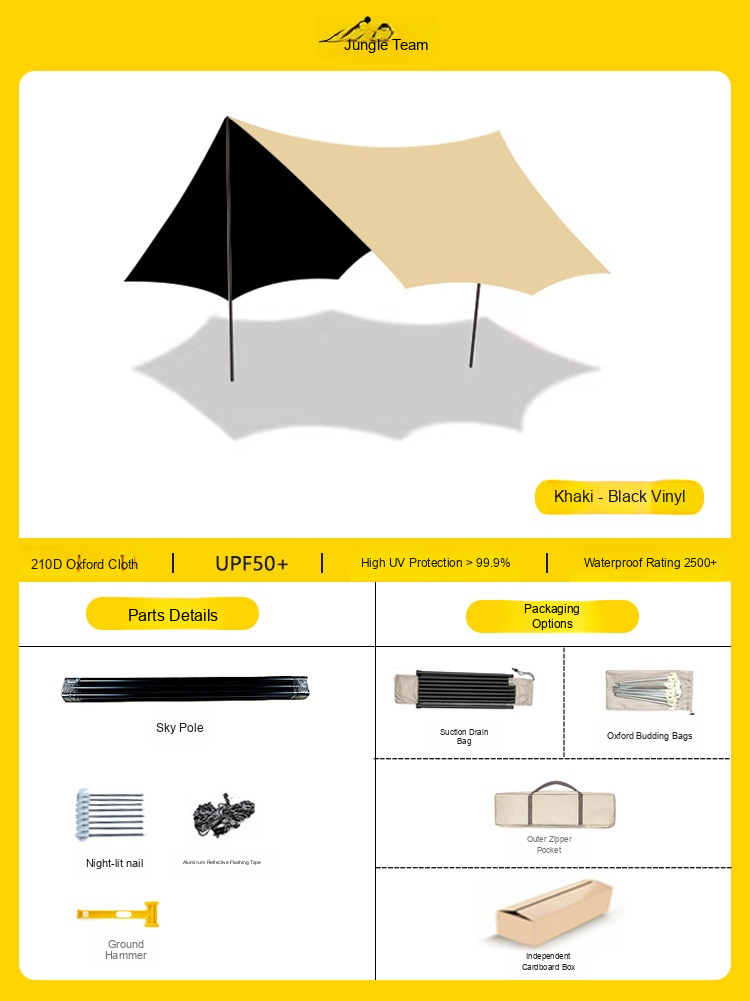 Jungle Team
Khaki - Black Vinyl
210D Oxford Cloth
UPF50+
High UV Protection > 99.9%
Waterproof Rating 2500+
Parts Details
Packaging
Options
Sky Pole
Suction Drain
Bag
Oxford Budding Bags
Night-lit nail
Aluminum Reflective Flashing Tope
Outer Zipper
Pocket
Ground
Hammer
Independent
Cardboard Box